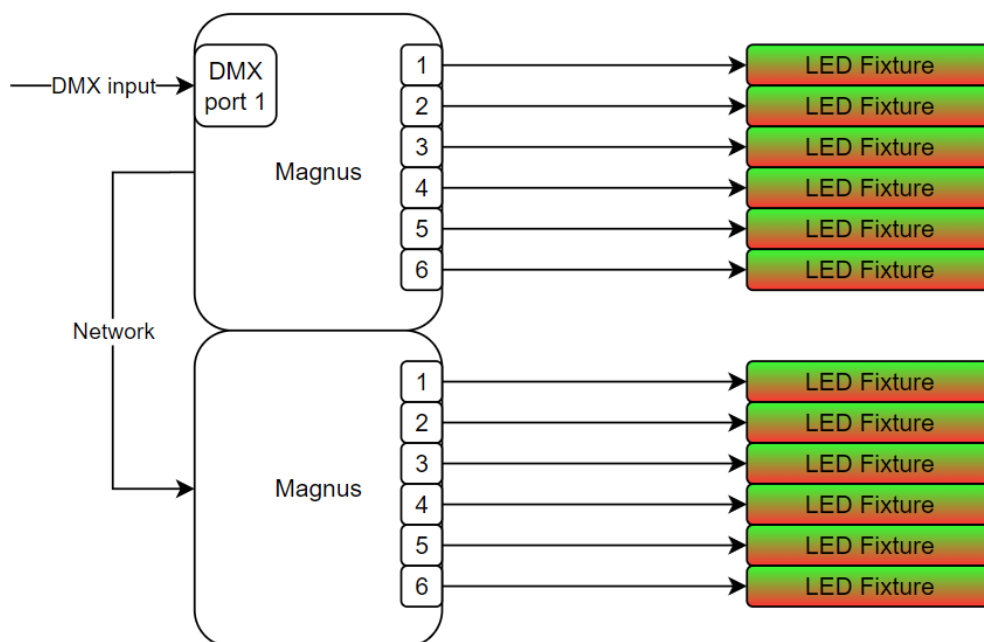 DMX input
DMX
port 1
Magnus
1
2
3
4
5
6
LED Fixture
LED Fixture
LED Fixture
LED Fixture
LED Fixture
LED Fixture
Network
Magnus
1
2
3
4
5
6
LED Fixture
LED Fixture
LED Fixture
LED Fixture
LED Fixture
LED Fixture